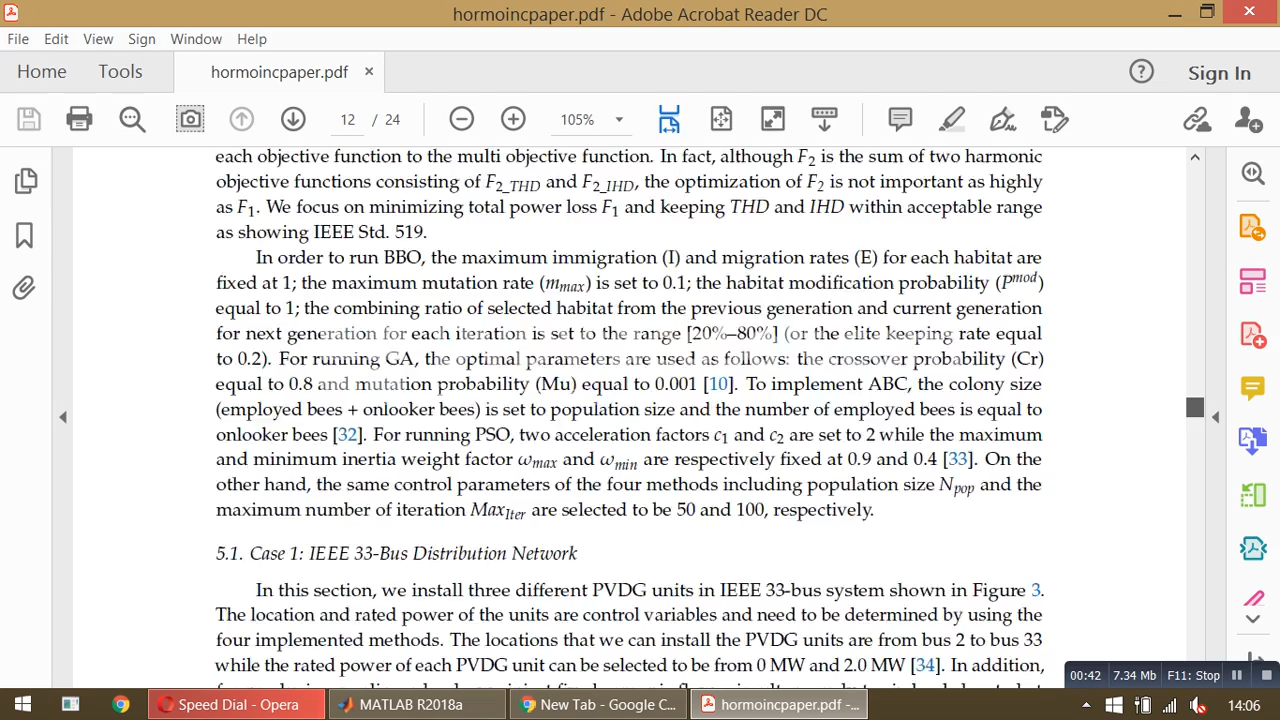 hormoincpaper.pdf - Adobe Acrobat Reader DC
File Edit View Sign Window Help
Home Tools hormoincpaper.pdf × Sign In
12 / 24 105%
each objective function to the multi objective function. In fact, although F2 is the sum of two harmonic
objective functions consisting of F2_THD and F2_IHD, the optimization of F2 is not important as highly
as F1. We focus on minimizing total power loss F1 and keeping THD and IHD within acceptable range
as showing IEEE Std. 519.
In order to run BBO, the maximum immigration (I) and migration rates (E) for each habitat are
fixed at 1; the maximum mutation rate (mmax) is set to 0.1; the habitat modification probability (Pmod)
equal to 1; the combining ratio of selected habitat from the previous generation and current generation
for next generation for each iteration is set to the range [20%–80%] (or the elite keeping rate equal
to 0.2). For running GA, the optimal parameters are used as follows: the crossover probability (Cr)
equal to 0.8 and mutation probability (Mu) equal to 0.001 [10]. To implement ABC, the colony size
(employed bees + onlooker bees) is set to population size and the number of employed bees is equal to
onlooker bees [32]. For running PSO, two acceleration factors c1 and c2 are set to 2 while the maximum
and minimum inertia weight factor ωmax and ωmin are respectively fixed at 0.9 and 0.4 [33]. On the
other hand, the same control parameters of the four methods including population size Npop and the
maximum number of iteration MaxIter are selected to be 50 and 100, respectively.
5.1. Case 1: IEEE 33-Bus Distribution Network
In this section, we install three different PVDG units in IEEE 33-bus system shown in Figure 3.
The location and rated power of the units are control variables and need to be determined by using the
four implemented methods. The locations that we can install the PVDG units are from bus 2 to bus 33
while the rated power of each PVDG unit can be selected to be from 0 MW and 2.0 MW [34]. In addition,
00:42 7.34 Mb F11: Stop
Speed Dial - Opera MATLAB R2018a New Tab - Google C... hormoincpaper.pdf -... 14:06